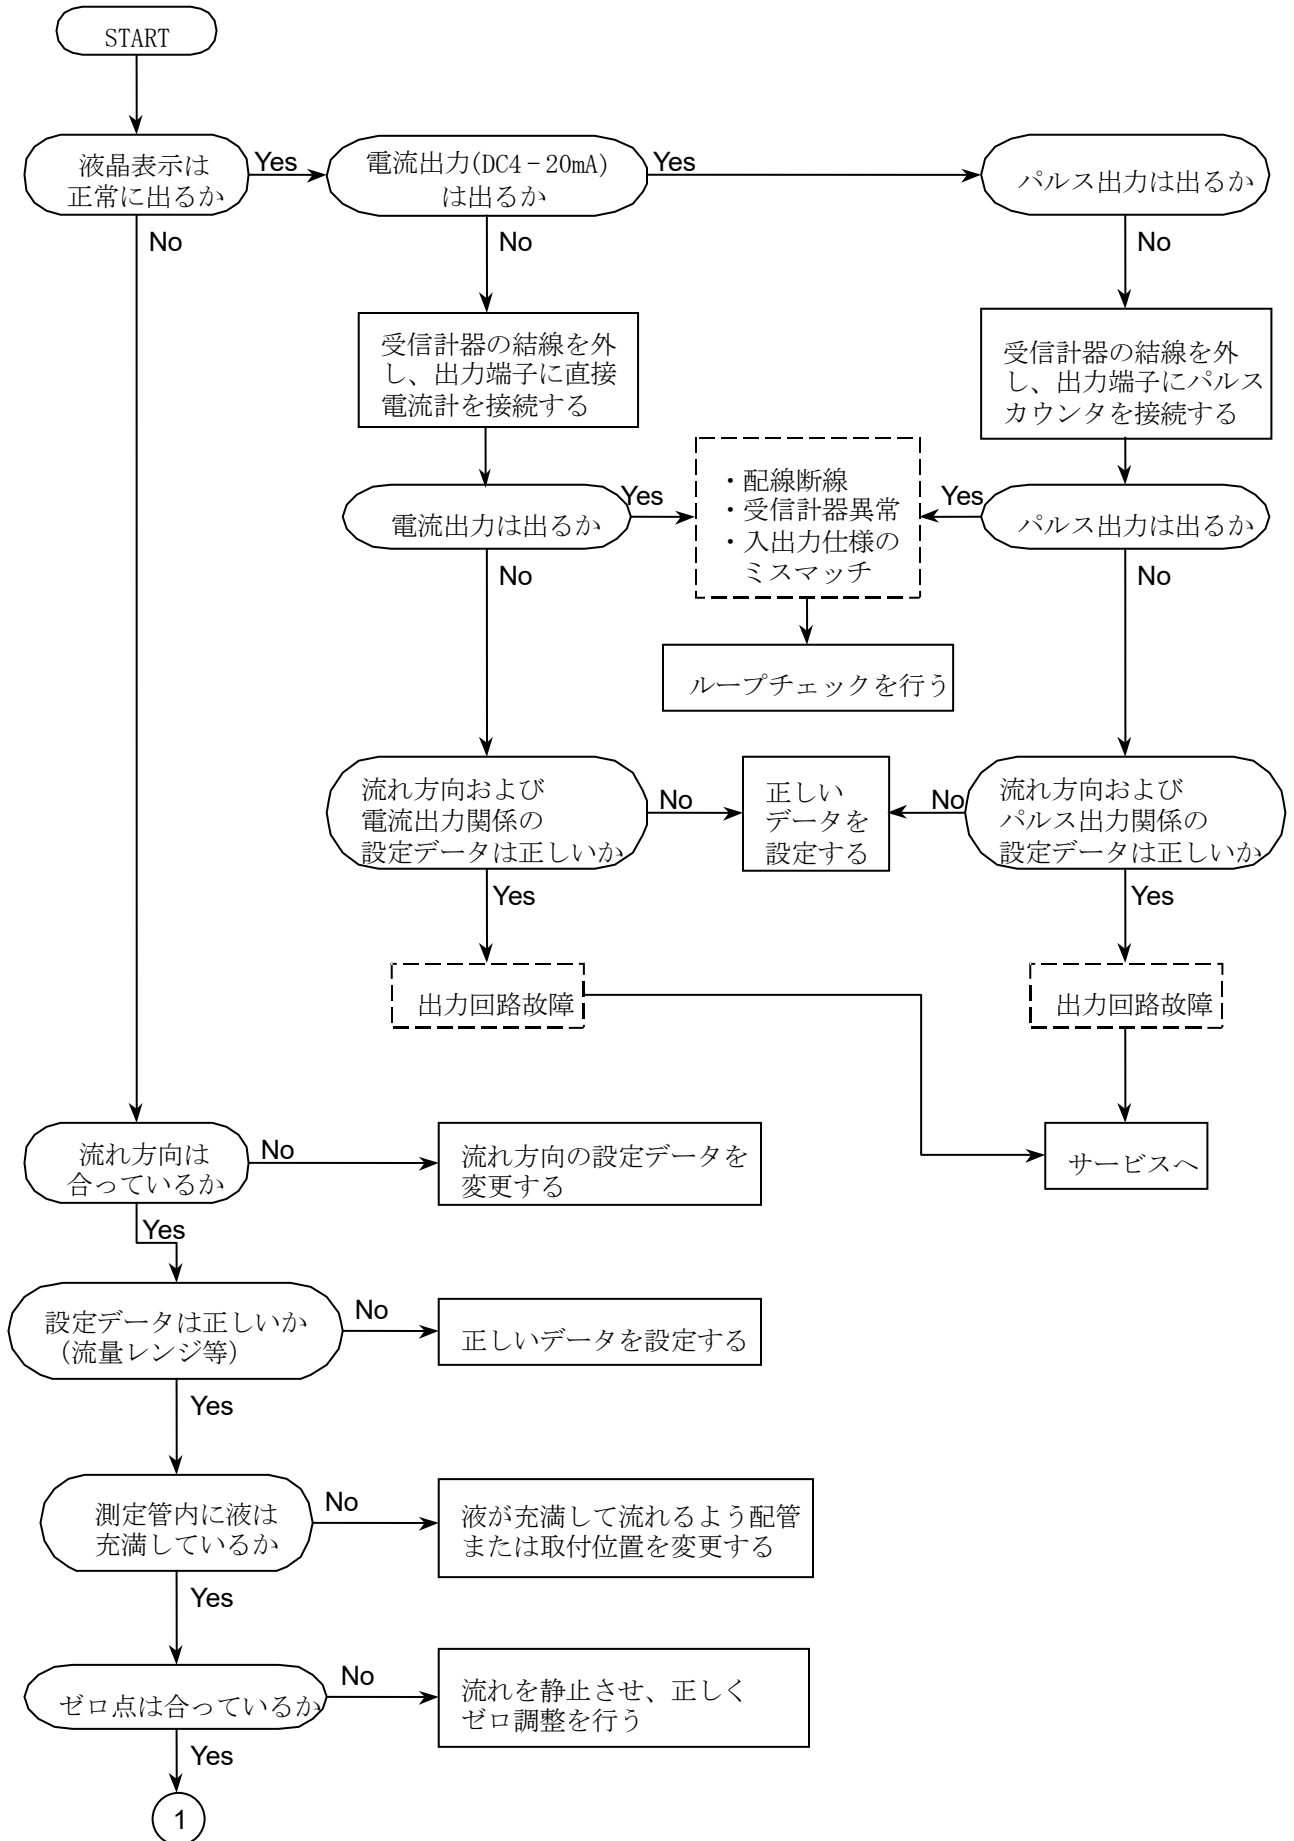 START
液晶表示は
正常に出るか
Yes
電流出力(DC4－20mA)
は出るか
Yes
パルス出力は出るか
No
No
No
受信計器の結線を外
し、出力端子に直接
電流計を接続する
受信計器の結線を外
し、出力端子にパルス
カウンタを接続する
電流出力は出るか
Yes
・配線断線
・受信計器異常
・入出力仕様の
ミスマッチ
Yes
パルス出力は出るか
No
No
ループチェックを行う
流れ方向および
電流出力関係の
設定データは正しいか
No
正しい
データを
設定する
No
流れ方向および
パルス出力関係の
設定データは正しいか
Yes
Yes
出力回路故障
出力回路故障
流れ方向は
合っているか
No
流れ方向の設定データを
変更する
サービスへ
Yes
設定データは正しいか
（流量レンジ等）
No
正しいデータを設定する
Yes
測定管内に液は
充満しているか
No
液が充満して流れるよう配管
または取付位置を変更する
Yes
ゼロ点は合っているか
No
流れを静止させ、正しく
ゼロ調整を行う
Yes
1